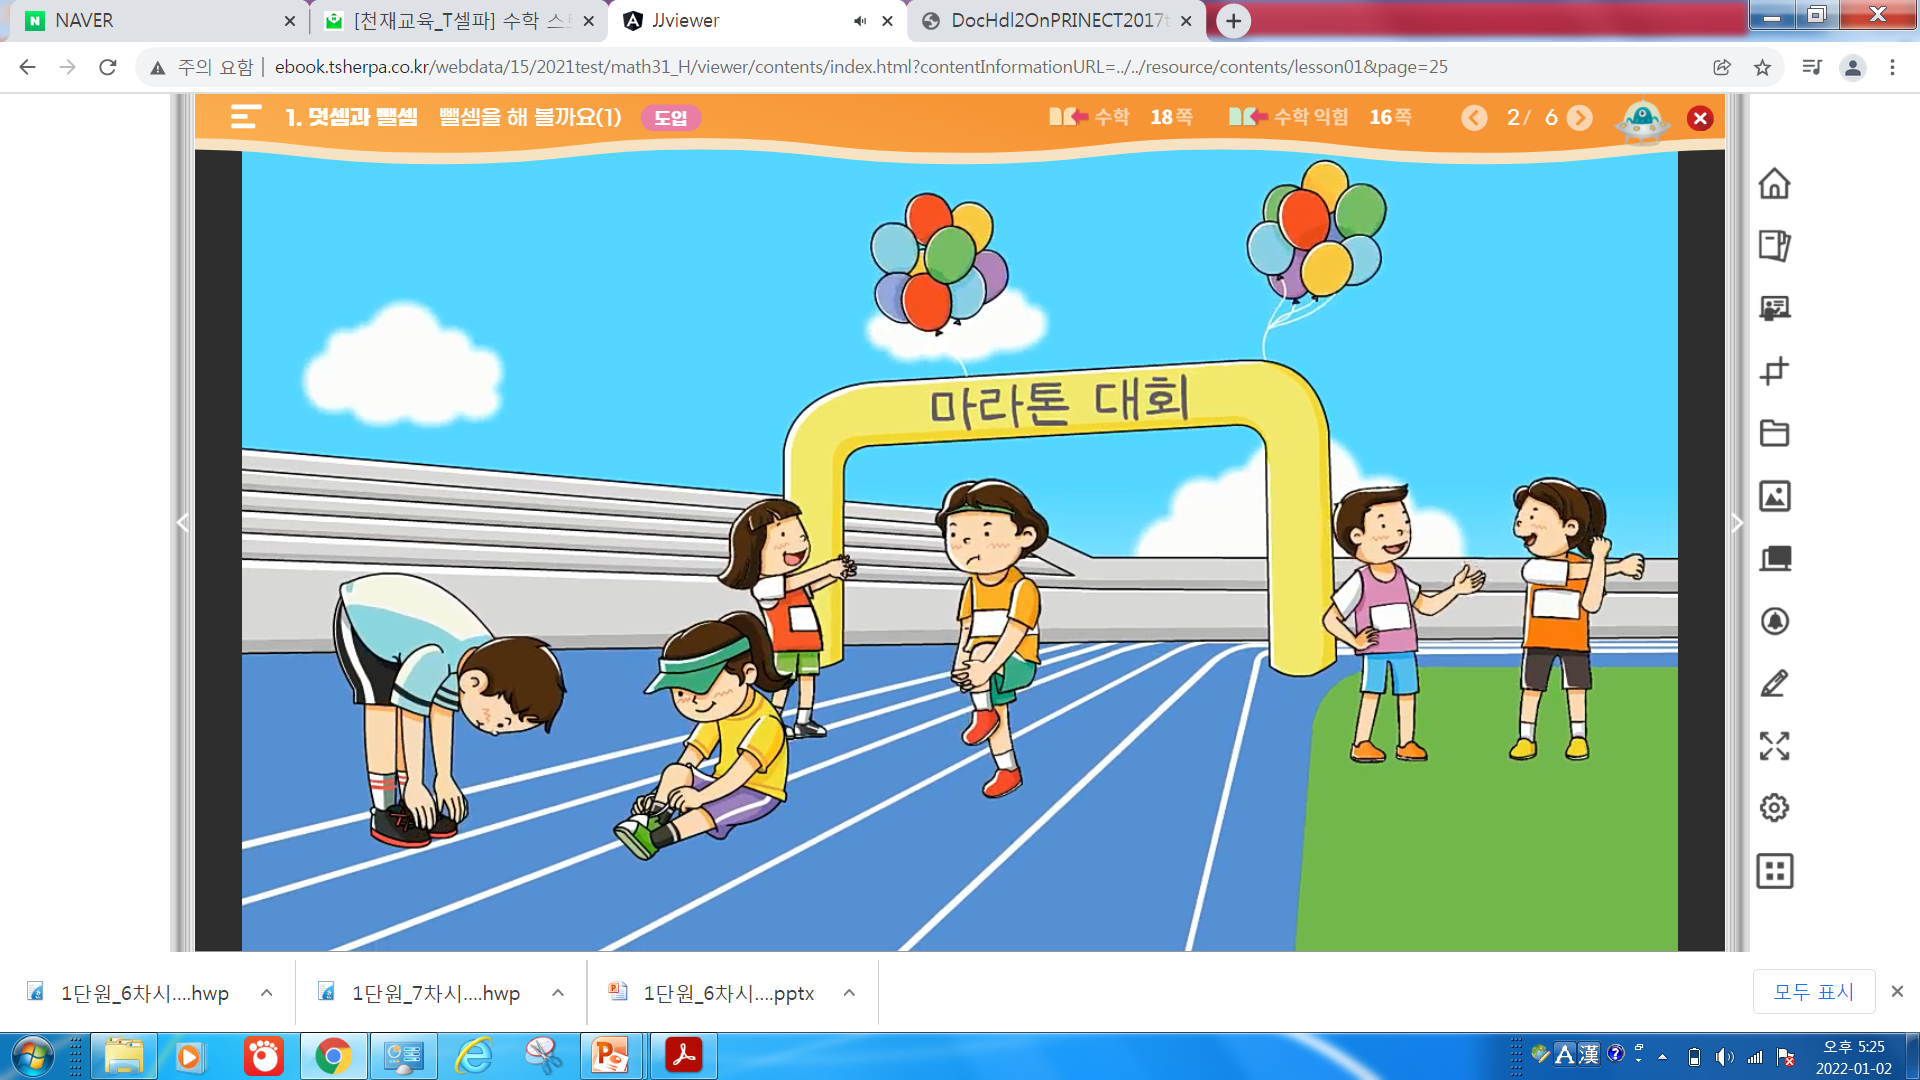 NAVER
[천재교육_T셀파] 수학 스
JJviewer
DocHdl2OnPRINECT2017t
주의 요함
ebook.tsherpa.co.kr/webdata/15/2021test/math31_H/viewer/contents/index.html?contentInformationURL=../../resource/contents/lesson01&page=25
1. 덧셈과 뺄셈 뺄셈을 해 볼까요(1) 도입
수학 18쪽 수학 익힘 16쪽 2/ 6
마라톤 대회
1단원_6차시....hwp
1단원_7차시....hwp
1단원_6차시....pptx
모두 표시
A 漢
오후 5:25
2022-01-02